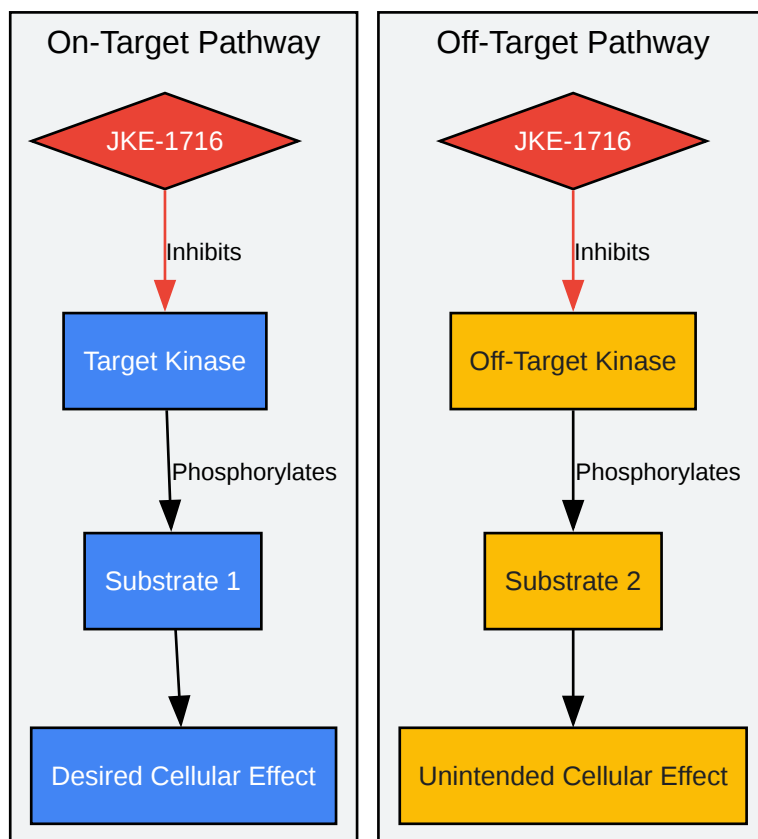 On-Target Pathway
JKE-1716
Inhibits
Target Kinase
Phosphorylates
Substrate 1
Desired Cellular Effect
Off-Target Pathway
JKE-1716
Inhibits
Off-Target Kinase
Phosphorylates
Substrate 2
Unintended Cellular Effect